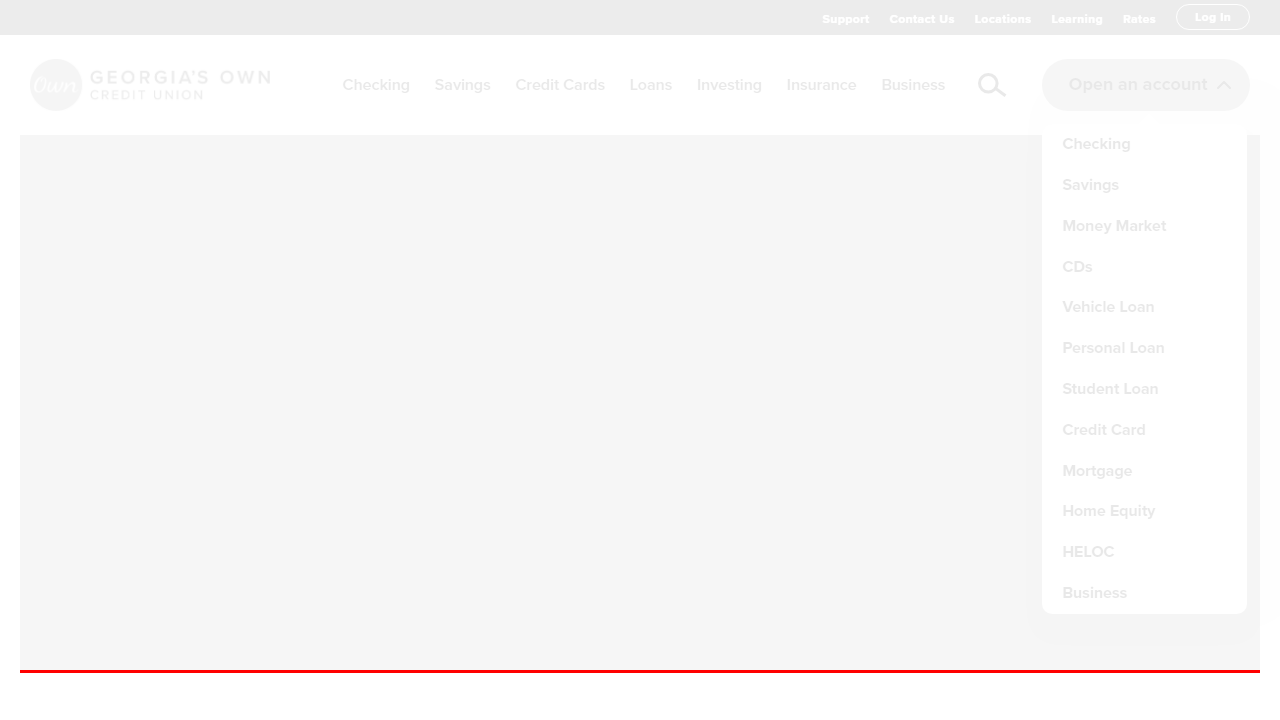 Support Contact Us Locations Learning Rates Log In
Own GEORGIA'S OWN
CREDIT UNION
Checking Savings Credit Cards Loans Investing Insurance Business
Open an account
Checking
Savings
Money Market
CDs
Vehicle Loan
Personal Loan
Student Loan
Credit Card
Mortgage
Home Equity
HELOC
Business